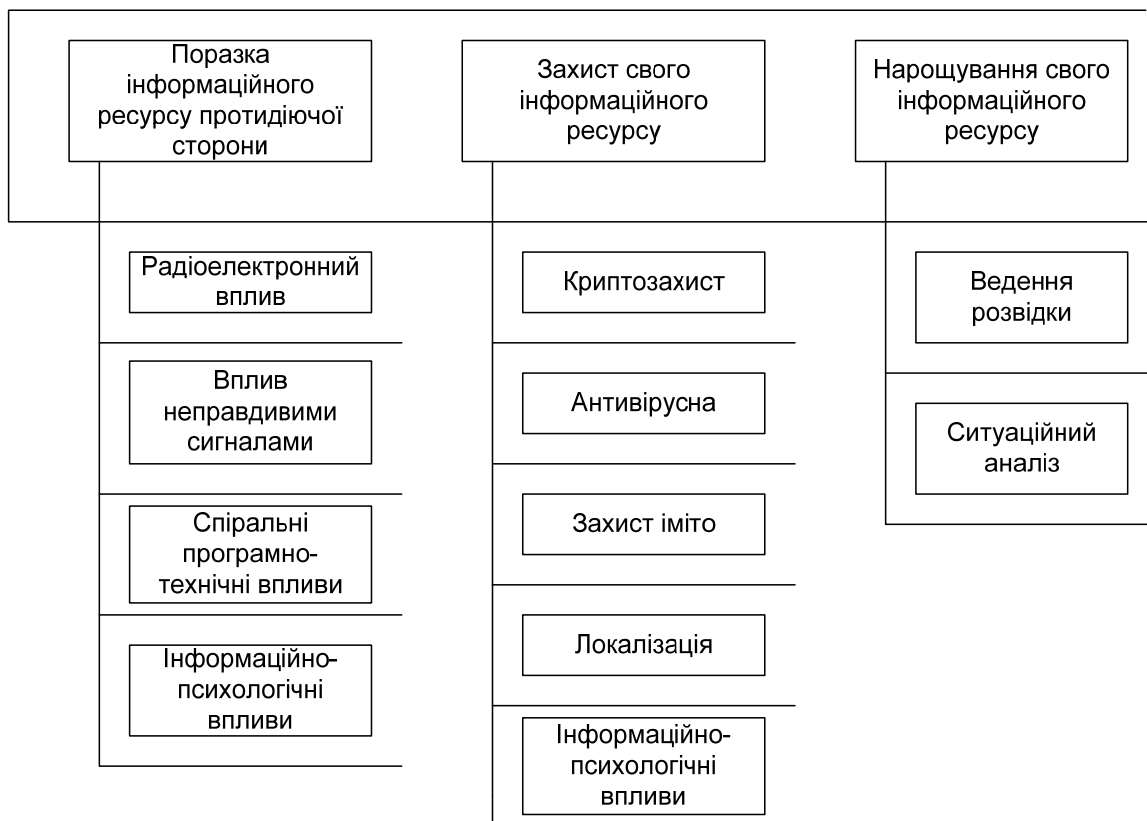 Поразка
інформаційного
ресурсу протидіючої
сторони
Захист свого
інформаційного
ресурсу
Нарощування свого
інформаційного
ресурсу
Радіоелектронний
вплив
Вплив
неправдивими
сигналами
Спіральні
програмно-
технічні впливи
Інформаційно-
психологічні
впливи
Криптозахист
Антивірусна
Захист іміто
Локалізація
Інформаційно-
психологічні
впливи
Ведення
розвідки
Ситуаційний
аналіз